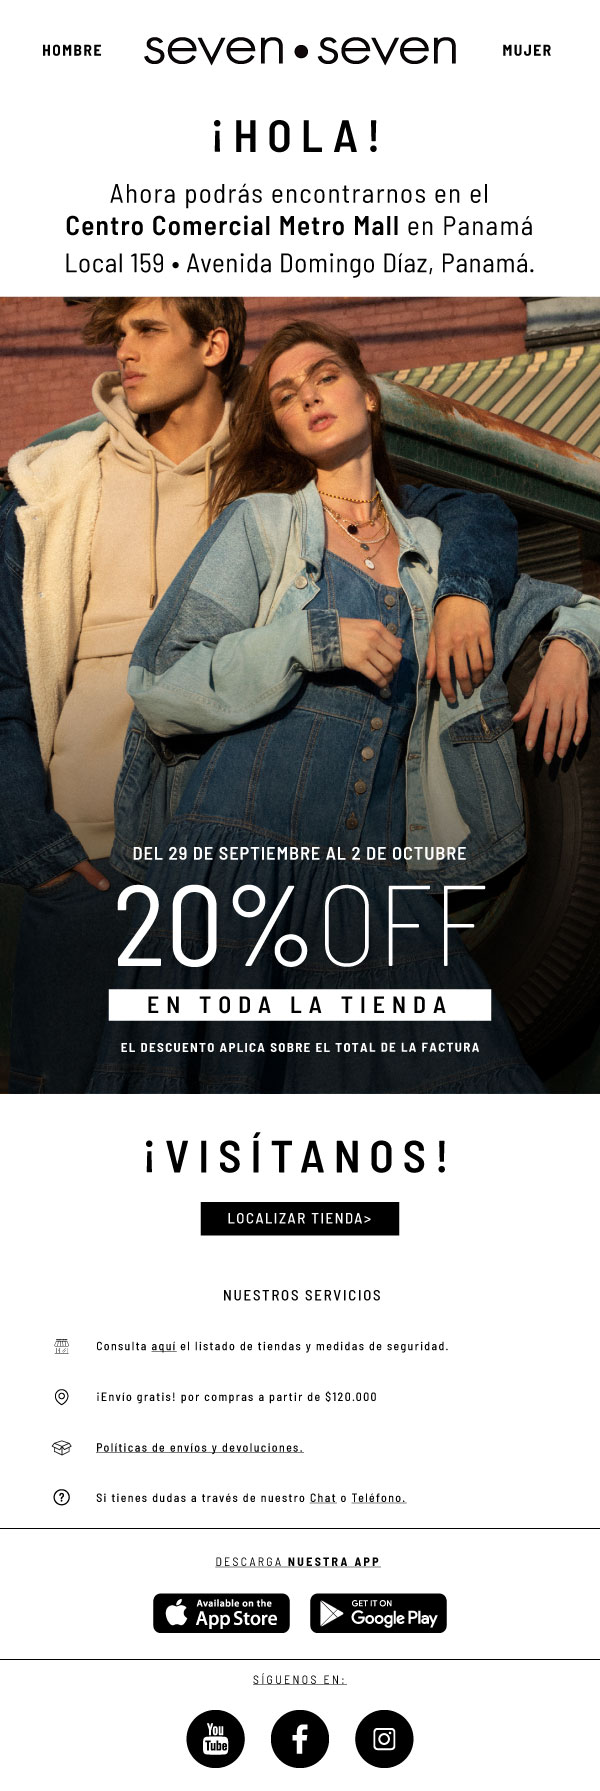 HOMBRE
seven•seven
MUJER
¡HOLA!
Ahora podrás encontrarnos en el
Centro Comercial Metro Mall en Panamá
Local 159 • Avenida Domingo Díaz, Panamá.
DEL 29 DE SEPTIEMBRE AL 2 DE OCTUBRE
20%OFF
EN TODA LA TIENDA
EL DESCUENTO APLICA SOBRE EL TOTAL DE LA FACTURA
¡VISÍTANOS!
LOCALIZAR TIENDA>
NUESTROS SERVICIOS
Consulta aquí el listado de tiendas y medidas de seguridad.
¡Envío gratis! por compras a partir de $120.000
Políticas de envíos y devoluciones.
Si tienes dudas a través de nuestro Chat o Teléfono.
DESCARGA NUESTRA APP
Available on the
App Store
GET IT ON
Google Play
SÍGUENOS EN:
You
Tube